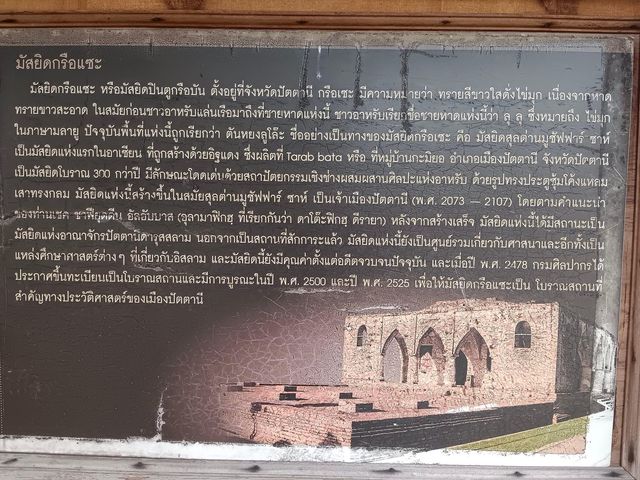 มัสยิดกรือเซะ
มัสยิดกรือเซะ หรือมัสยิดปินตูกรือบัน ตั้งอยู่ที่จังหวัดปัตตานี กรือเซะ มีความหมายว่า ทรายสีขาวใสดั่งไข่มุก เนื่องจากหาด
ทรายขาวสะอาด ในสมัยก่อนชาวอาหรับแล่นเรือมาถึงที่ชายหาดแห่งนี้ ชาวอาหรับเรียกชื่อชายหาดแห่งนี้ว่า ลุ ลุ ซึ่งหมายถึง ไข่มุก
ในภาษามลายู ปัจจุบันพื้นที่แห่งนี้ถูกเรียกว่า ตันหยงลูโล๊ะ ชื่ออย่างเป็นทางของมัสยิดกรือเซะ คือ มัสยิดสุลต่านมูซัฟฟาร์ ซาห์
เป็นมัสยิดแห่งแรกในอาเซียน ที่ถูกสร้างด้วยอิฐแดง ซึ่งผลิตที่ Tarab bata หรือ ที่หมู่บ้านกะมิยอ อำเภอเมืองปัตตานี จังหวัดปัตตานี
เป็นมัสยิดโบราณ 300 กว่าปี มีลักษณะโดดเด่นด้วยสถาปัตยกรรมเชิงช่างผสมผสานศิลปะแห่งอาหรับ ด้วยรูปทรงประตูซุ้มโค้งแหลม
เสาทรงกลม มัสยิดแห่งนี้สร้างขึ้นในสมัยสุลต่านมูซัฟฟาร์ ซาห์ เป็นเจ้าเมืองปัตตานี (พ.ศ. 2073 – 2107) โดยตามคำแนะนำ
ของท่านเชค ซาฟียุดดีน อัลอับบาส (อุลามาฟิกฮุ ที่เรียกกันว่า ดาโต๊ะฟิกฮุ ดีรายา) หลังจากสร้างเสร็จ มัสยิดแห่งนี้ได้มีสถานะเป็น
มัสยิดแห่งอาณาจักรปัตตานีดารุสสลาม นอกจากเป็นสถานที่สักการะแล้ว มัสยิดแห่งนี้ยังเป็นศูนย์รวมเกี่ยวกับศาสนาและอีกทั้งเป็น
แหล่งศึกษาศาสตร์ต่างๆ ที่เกี่ยวกับอิสลาม และมัสยิดนี้ยังมีคุณค่าตั้งแต่อดีตจวบจนปัจจุบัน และเมื่อปี พ.ศ. 2478 กรมศิลปากรได้
ประกาศขึ้นทะเบียนเป็นโบราณสถานและมีการบูรณะในปี พ.ศ. 2500 และปี พ.ศ. 2525 เพื่อให้มัสยิดกรือเซะเป็น โบราณสถานที่
สำคัญทางประวัติศาสตร์ของเมืองปัตตานี